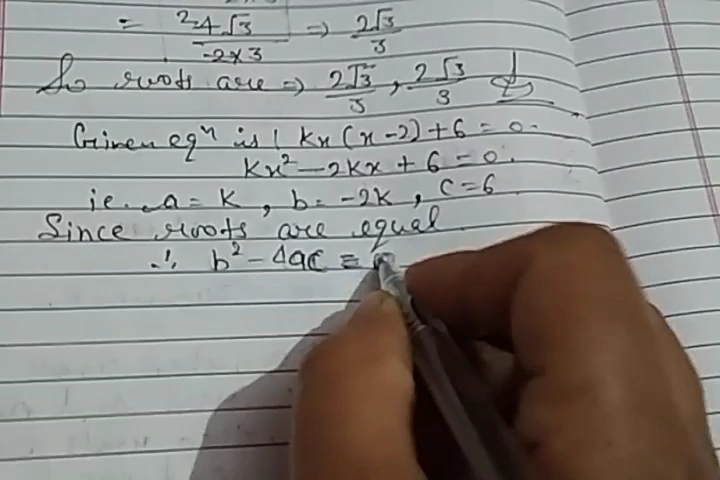 = 2 4√3 / -2×3 => 2√3 / 3
So roots are => 2√3 / 3 , 2√3 / 3
Given eqⁿ is | kx (x-2) + 6 = 0.
Kx² - 2Kx + 6 = 0.
ie. a = K , b = -2K , C = 6
Since roots are equal
∴ b² - 4ac =